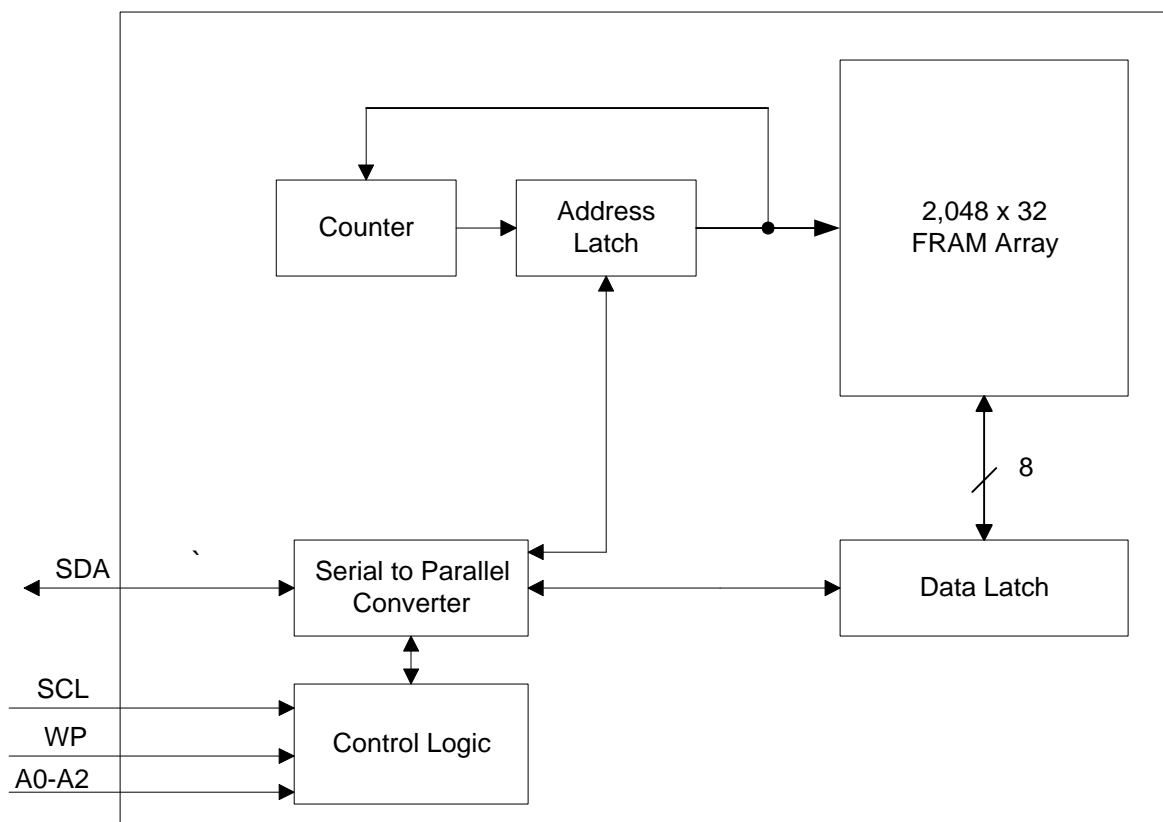 Counter
Address
Latch
2,048 x 32
FRAM Array
8
SDA
`
Serial to Parallel
Converter
Data Latch
SCL
WP
A0-A2
Control Logic